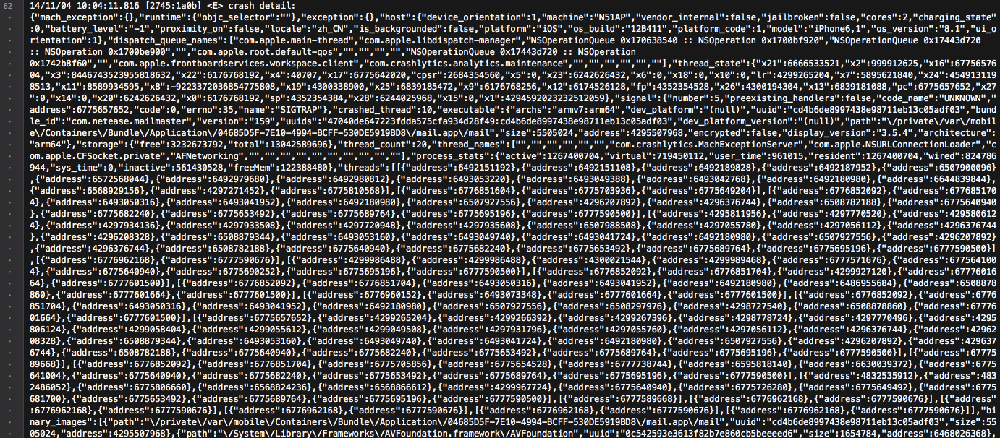 62 14/11/04 10:04:11.816 [2745:1a0b] <E> crash detail:
{"mach_exception":{},"runtime":{"objc_selector":""},"exception":{},"host":{"device_orientation":1,"machine":"N51AP","vendor_internal":false,"jailbroken":false,"cores":2,"charging_state"
:0,"battery_level":"-1","proximity_on":false,"locale":"zh_CN","is_backgrounded":false,"platform":"iOS","os_build":"12B411","platform_code":1,"model":"iPhone6,1","os_version":"8.1","ui_o
rientation":1},"dispatch_queue_names":["com.apple.main-thread","com.apple.libdispatch-manager","NSOperationQueue 0x170638540 :: NSOperation 0x1700bf920","NSOperationQueue 0x17443d720
:: NSOperation 0x1700be900","","com.apple.root.default-qos","","","","","NSOperationQueue 0x17443d720 :: NSOperation
0x1742b8f60","","com.apple.frontboardservices.workspace.client","com.crashlytics.analytics.maintenance","","","","","",""],"thread_state":{"x21":6666533521,"x2":999912625,"x16":67756576
04,"x3":8446743523955818632,"x22":6176768192,"x4":40707,"x17":6775642020,"cpsr":2684354560,"x5":0,"x23":6242626432,"x6":0,"x18":0,"x10":0,"lr":4299265204,"x7":5895621840,"x24":454913119
8513,"x11":8589934595,"x8":-9223372036854775808,"x19":4300338900,"x25":6839185472,"x9":6176768256,"x12":6174526128,"fp":4352354528,"x26":4300194304,"x13":6839181088,"pc":6775657652,"x27
":0,"x14":0,"x20":6242626432,"x0":6176768192,"sp":4352354384,"x28":6244025968,"x15":0,"x1":4294592023232512059},"signal":{"number":5,"preexisting_handlers":false,"code_name":"UNKNOWN","
address":6775657652,"code":0,"errno":35,"name":"SIGTRAP"},"crashed_thread":10,"executable":{"archs":"armv7:arm64","dev_platform":"(null)","uuid":"cd4b6de8997438e98711eb13c05adf03","bund
le_id":"com.netease.mailmaster","version":"159","uuids":"47040de647223fdda575cfa934d28f49:cd4b6de8997438e98711eb13c05adf03","dev_platform_version":"(null)","path":"\/private\/var\/mobil
e\/Containers\/Bundle\/Application\/04685D5F-7E10-4994-BCFF-530DE5919BD8\/mail.app\/mail","size":5505024,"address":4295507968,"encrypted":false,"display_version":"3.5.4","architecture":
"arm64"},"storage":{"free":3232673792,"total":13042589696},"thread_count":20,"thread_names":["","","","","","","com.crashlytics.MachExceptionServer","com.apple.NSURLConnectionLoader","c
om.apple.CFSocket.private","AFNetworking","","","","","","","","","",""],"process_stats":{"active":1267400704,"virtual":719450112,"user_time":961015,"resident":1267400704,"wired":824786
944,"sys_time":0,"inactive":561430528,"freeMem":122388480},"threads":[[{"address":6492151192},{"address":6492151108},{"address":6492189828},{"address":6492187952},{"address":6507900096}
,{"address":6572568044},{"address":6492979680},{"address":6492980812},{"address":6493053220},{"address":6493049388},{"address":6493042768},{"address":6492180980},{"address":6644839844},
{"address":6568929156},{"address":4297271452},{"address":6775810568}],[{"address":6776851604},{"address":6775703936},{"address":6775649204}],[{"address":6776852092},{"address":677685170
4},{"address":6493050316},{"address":6493041952},{"address":6492180980},{"address":6507927556},{"address":4296207892},{"address":4296376744},{"address":6508782188},{"address":6775640940
},{"address":6775682240},{"address":6775653492},{"address":6775689764},{"address":6775695196},{"address":6777590500}],[{"address":4295811956},{"address":4297770520},{"address":429580612
4},{"address":4297934136},{"address":4297933508},{"address":4297720948},{"address":4297935608},{"address":6507988508},{"address":4297055780},{"address":4297056112},{"address":4296376744
},{"address":4296208328},{"address":6508879344},{"address":6493053160},{"address":6493049740},{"address":6493041724},{"address":6492180980},{"address":6507927556},{"address":4296207892}
,{"address":4296376744},{"address":6508782188},{"address":6775640940},{"address":6775682240},{"address":6775653492},{"address":6775689764},{"address":6775695196},{"address":6777590500}]
,[{"address":6776962168},{"address":6777590676}],[{"address":4299986488},{"address":4299986488},{"address":4300021544},{"address":4299989468},{"address":6777571676},{"address":677564100
4},{"address":6775640940},{"address":6775690252},{"address":6775695196},{"address":6777590500}],[{"address":6776852092},{"address":6776851704},{"address":4299927120},{"address":67776016
64},{"address":6777601500}],[{"address":6776852092},{"address":6776851704},{"address":6493050316},{"address":6493041952},{"address":6492180980},{"address":6486955684},{"address":6508878
860},{"address":6777601664},{"address":6777601500}],[{"address":6776960152},{"address":6493073348},{"address":6777601664},{"address":6777601500}],[{"address":6776852092},{"address":6776
851704},{"address":6493050316},{"address":6493041952},{"address":6492180980},{"address":6507927556},{"address":6508297976},{"address":4298727540},{"address":6508878860},{"address":67776
01664},{"address":6777601500}],[{"address":6775657652},{"address":4299265204},{"address":4299266392},{"address":4299267396},{"address":4298778724},{"address":4297770496},{"address":4295
806124},{"address":4299058404},{"address":4299055612},{"address":4299049508},{"address":4297931796},{"address":4297055760},{"address":4297056112},{"address":4296376744},{"address":42962
08328},{"address":6508879344},{"address":6493053160},{"address":6493049740},{"address":6493041724},{"address":6492180980},{"address":6507927556},{"address":4296207892},{"address":429637
6744},{"address":6508782188},{"address":6775640940},{"address":6775682240},{"address":6775653492},{"address":6775689764},{"address":6775695196},{"address":6777590500}],[{"address":67775
89668}],[{"address":6776852092},{"address":6776851704},{"address":6775705856},{"address":6775654528},{"address":6777738744},{"address":6595818140},{"address":6630039372},{"address":6775
641004},{"address":6775640940},{"address":6775682240},{"address":6775653492},{"address":6775689764},{"address":6775695196},{"address":6777590500}],[{"address":4832535912},{"address":483
2486052},{"address":6775806660},{"address":6568824236},{"address":6568866612},{"address":4299967724},{"address":6775640940},{"address":6775726280},{"address":6775649492},{"address":6775
681700},{"address":6775653492},{"address":6775689764},{"address":6775695196},{"address":6777590500}],[{"address":6777589668}],[{"address":6776962168},{"address":6777590676}],[{"address"
:6776962168},{"address":6777590676}],[{"address":6776962168},{"address":6777590676}],[{"address":6776962168},{"address":6777590676}],[{"address":6776962168},{"address":6777590676}]],"bi
nary_images":[{"path":"\/private\/var\/mobile\/Containers\/Bundle\/Application\/04685D5F-7E10-4994-BCFF-530DE5919BD8\/mail.app\/mail","uuid":"cd4b6de8997438e98711eb13c05adf03","size":55
05024,"address":4295507968},{"path":"\/System\/Library\/Frameworks\/AVFoundation.framework\/AVFoundation","uuid":"0c542593e3613f82b7e860cb5beeeed6","size":1654784,"address":6468026368},